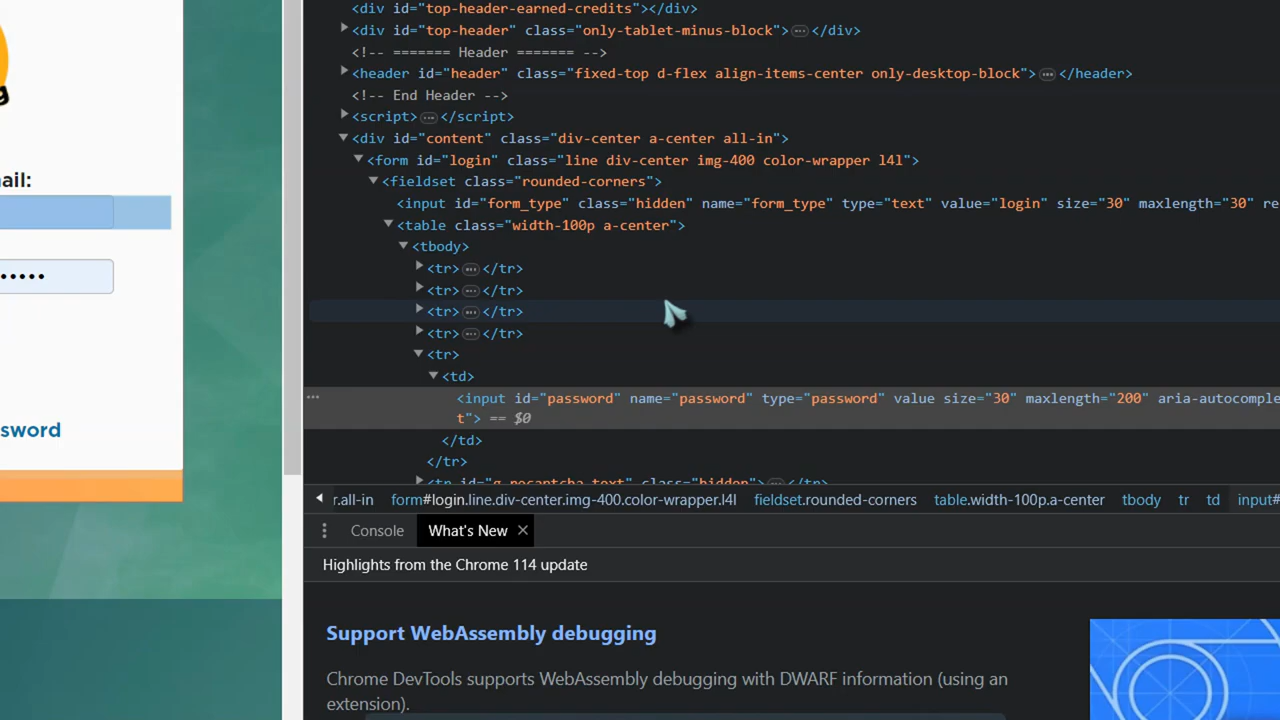 g
ail:
•••••
sword
<div id="top-header-earned-credits"></div>
<div id="top-header" class="only-tablet-minus-block"> … </div>
<!-- ======= Header ======= -->
<header id="header" class="fixed-top d-flex align-items-center only-desktop-block"> … </header>
<!-- End Header -->
<script> … </script>
<div id="content" class="div-center a-center all-in">
<form id="login" class="line div-center img-400 color-wrapper l4l">
<fieldset class="rounded-corners">
<input id="form_type" class="hidden" name="form_type" type="text" value="login" size="30" maxlength="30" re
<table class="width-100p a-center">
<tbody>
<tr> … </tr>
<tr> … </tr>
<tr> … </tr>
<tr> … </tr>
<tr>
<td>
<input id="password" name="password" type="password" value size="30" maxlength="200" aria-autocomple
t"> == $0
</td>
</tr>
<tr id="g_recaptcha_text" class="hidden"> … </tr>
r.all-in form#login.line.div-center.img-400.color-wrapper.l4l fieldset.rounded-corners table.width-100p.a-center tbody tr td input#
Console What's New ×
Highlights from the Chrome 114 update
Support WebAssembly debugging
Chrome DevTools supports WebAssembly debugging with DWARF information (using an
extension).